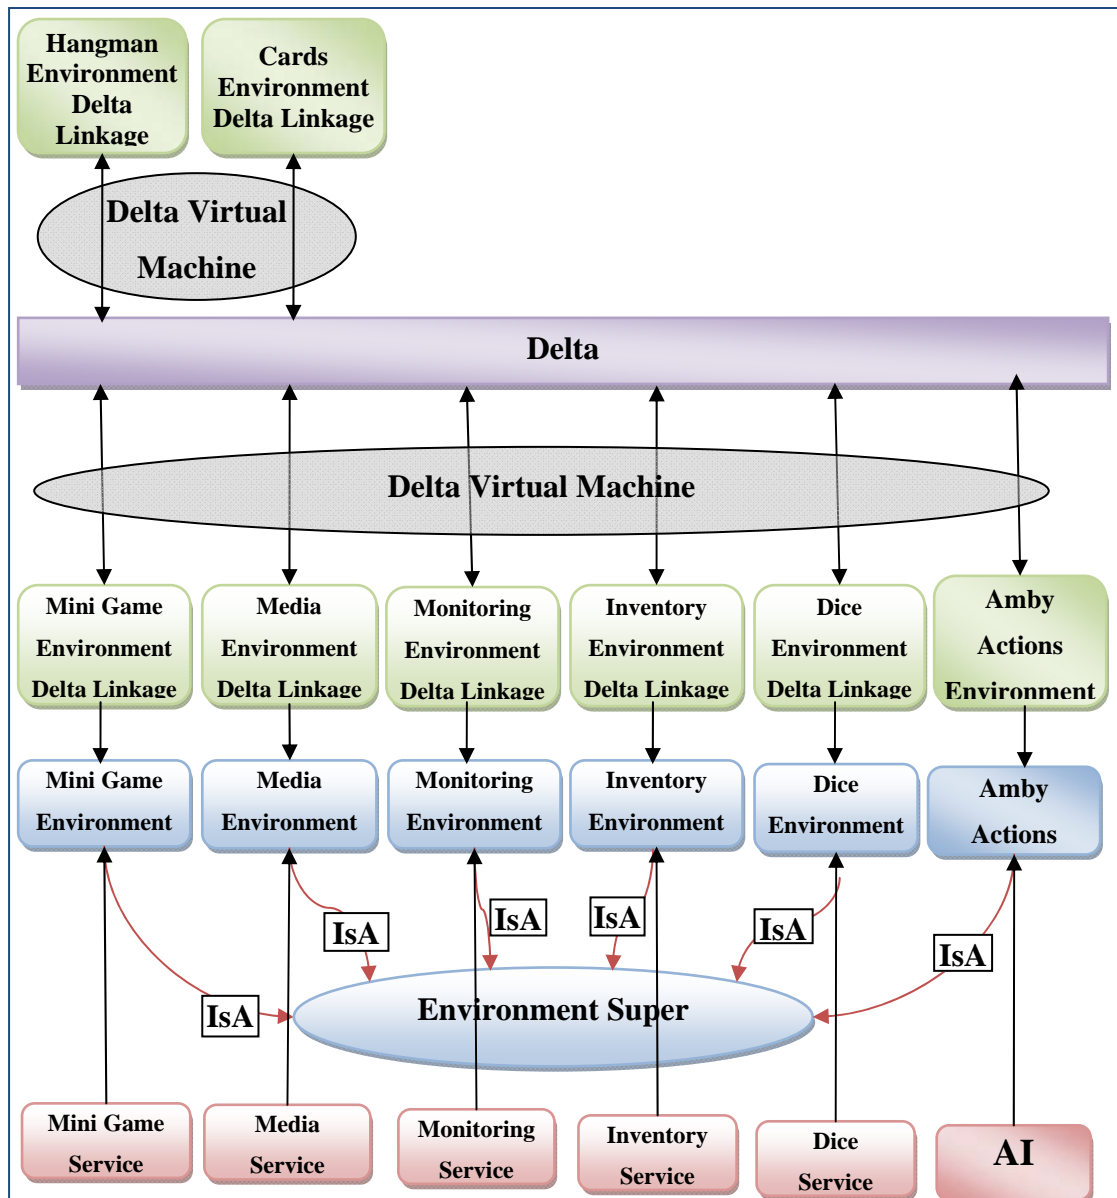 Hangman
Environment
Delta
Linkage
Cards
Environment
Delta Linkage
Delta Virtual
Machine
Delta
Delta Virtual Machine
Mini Game
Environment
Delta Linkage
Media
Environment
Delta Linkage
Monitoring
Environment
Delta Linkage
Inventory
Environment
Delta Linkage
Dice
Environment
Delta Linkage
Amby
Actions
Environment
Mini Game
Environment
Media
Environment
Monitoring
Environment
Inventory
Environment
Dice
Environment
Amby
Actions
IsA
IsA
IsA
IsA
IsA
IsA
Environment Super
Mini Game
Service
Media
Service
Monitoring
Service
Inventory
Service
Dice
Service
AI